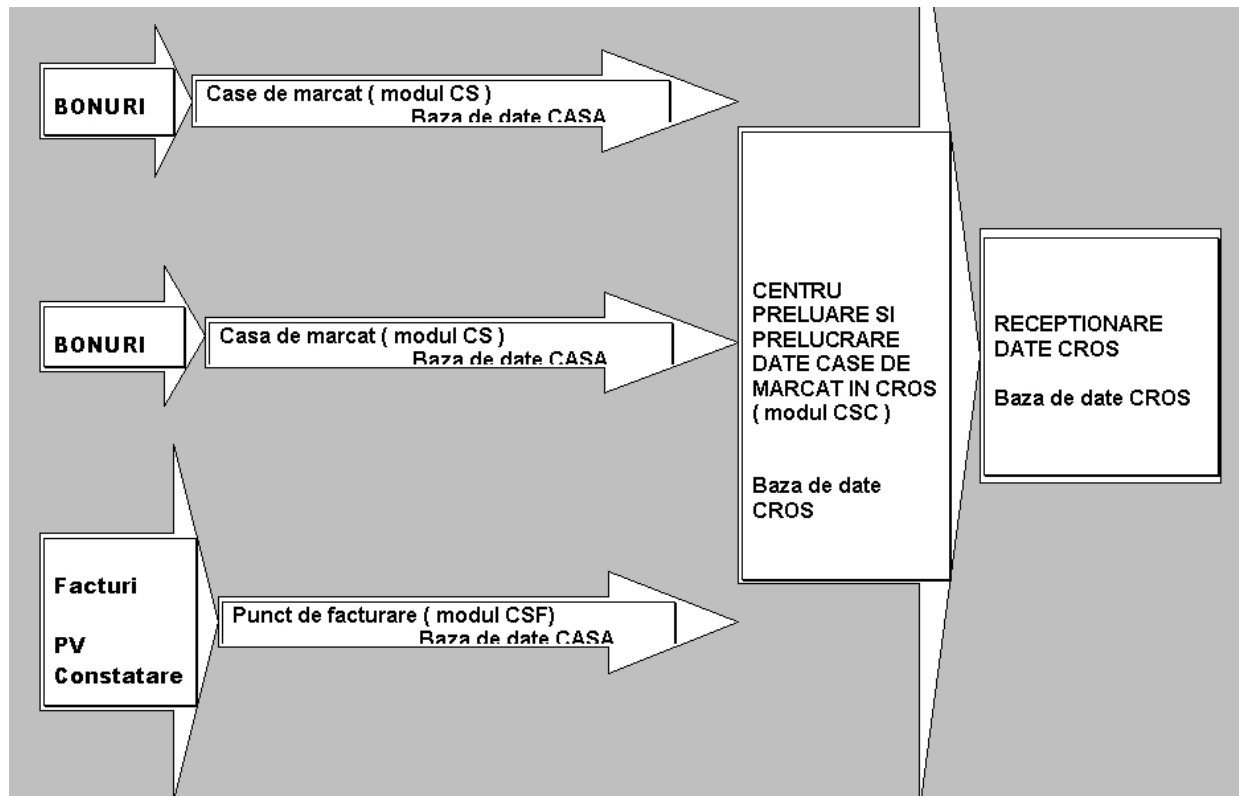 BONURI
Case de marcat ( modul CS )
Baza de date CASA
BONURI
Casa de marcat ( modul CS )
Baza de date CASA
Facturi
PV
Constatare
Punct de facturare ( modul CSF)
Baza de date CASA
CENTRU
PRELUARE SI
PRELUCRARE
DATE CASE DE
MARCAT IN CROS
( modul CSC )
Baza de date
CROS
RECEPTIONARE
DATE CROS
Baza de date CROS